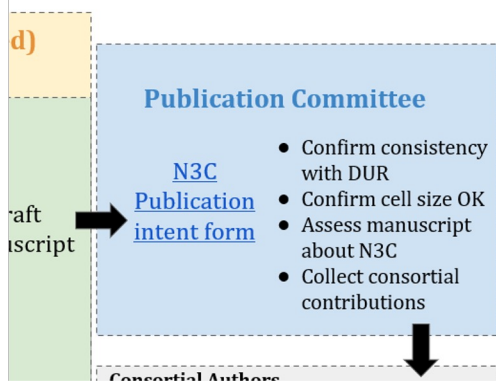 d)
Publication Committee
N3C
Publication
intent form
● Confirm consistency
with DUR
● Confirm cell size OK
● Assess manuscript
about N3C
● Collect consortial
contributions
raft
uscript
Consortial Authors